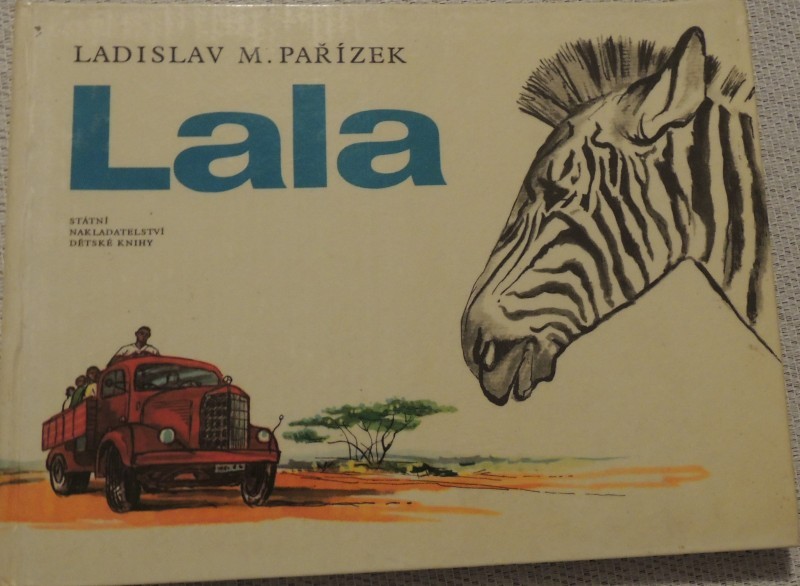 LADISLAV M. PAŘÍZEK
Lala
STÁTNÍ
NAKLADATELSTVÍ
DĚTSKÉ KNIHY